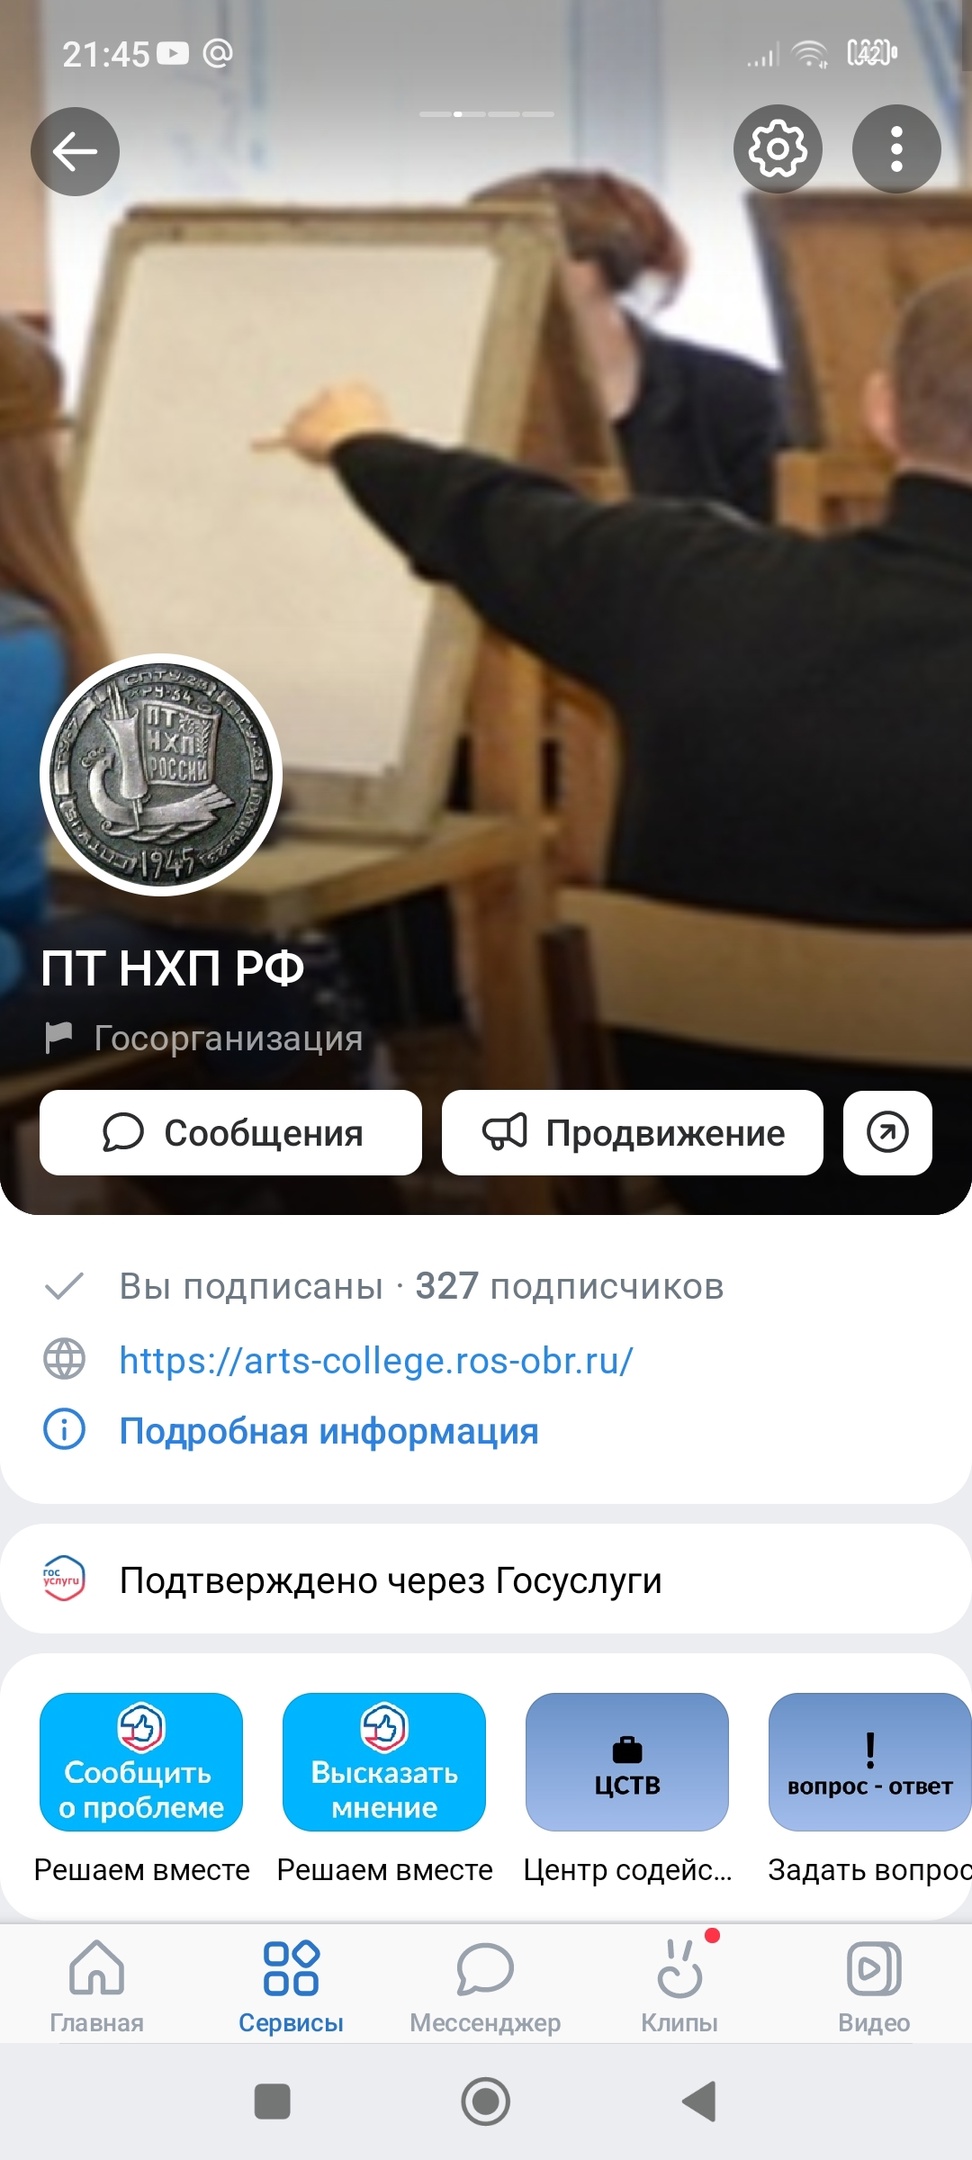 21:45
42
СПТУ-23
РУ-34
ПТ
НХП
РОССИИ
1945
ПТ НХП РФ
Госорганизация
Сообщения
Продвижение
Вы подписаны · 327 подписчиков
https://arts-college.ros-obr.ru/
Подробная информация
гос
услуги
Подтверждено через Госуслуги
Сообщить
о проблеме
Высказать
мнение
ЦСТВ
!
вопрос - ответ
Решаем вместе
Решаем вместе
Центр содейс...
Задать вопрос
Главная
Сервисы
Мессенджер
Клипы
Видео